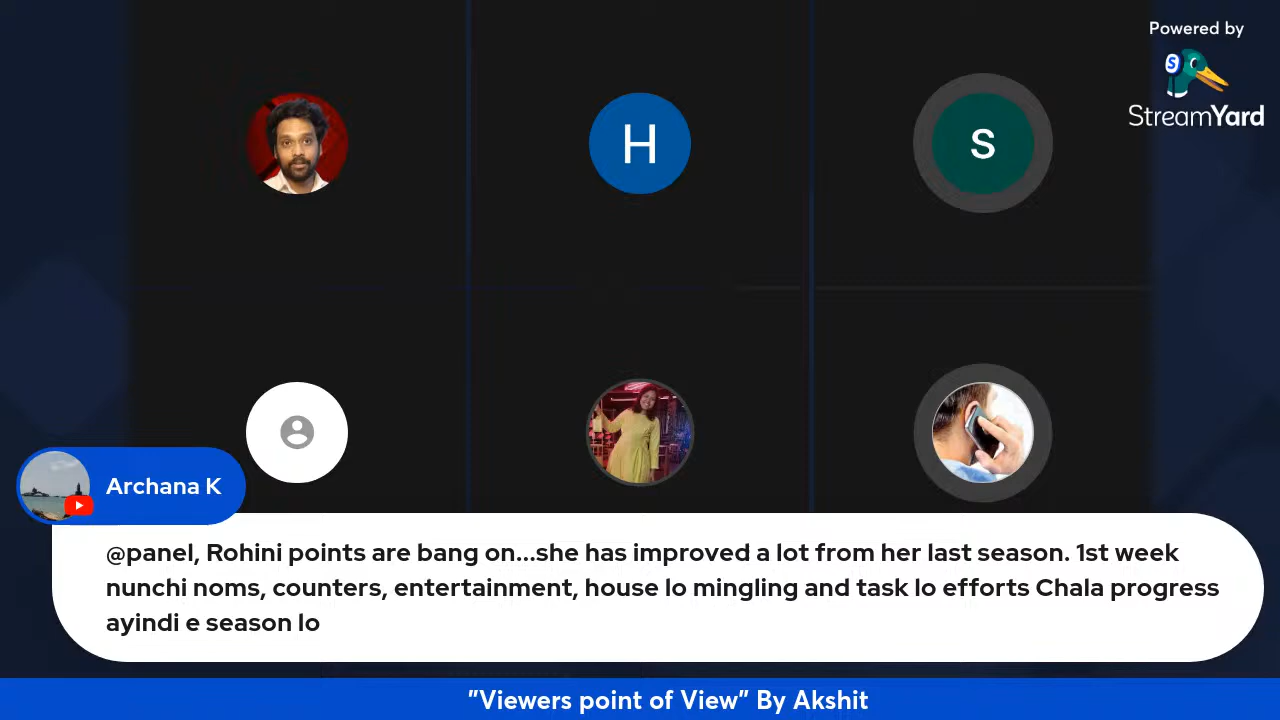 Powered by
StreamYard
H
S
Archana K
@panel, Rohini points are bang on...she has improved a lot from her last season. 1st week
nunchi noms, counters, entertainment, house lo mingling and task lo efforts Chala progress
ayindi e season lo
"Viewers point of View" By Akshit